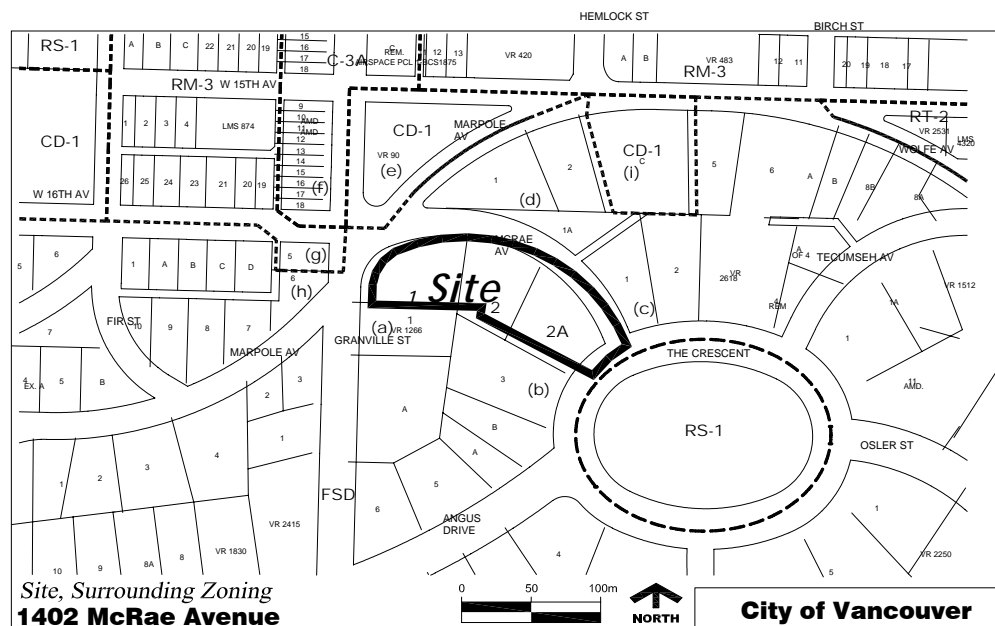 HEMLOCK ST
BIRCH ST
RS-1
A B C 22 21 20 19
15
16
17
18
C-3A
C
REM.
AIRSPACE PCL 1 BCS1875
12 13
VR 420
A B
VR 483
12 11
20 19 18 17
RM-3
RM-3
W 15TH AV
CD-1
1 2 3 4
LMS 874
9
10
AMD
11
AMD
12
13
14
15
16
17
18
(f)
CD-1
VR 90
(e)
MARPOLE
AV
RT-2
VR 2531
LMS
4320
WOLFE AV
CD-1
C
(i)
5
6
A
B
8B
8A
1
2
(d)
26 25 24 23 21 20 19
W 16TH AV
1A
MCRAE
AV
5
6
1 A B C D
5
(g)
6
(h)
Site
1
2
2A
1
2
(c)
VR
2618
A
OF 4
4
REM
TECUMSEH AV
VR 1512
1A
1
FIR ST
10 9 8 7
7
(a)
1
VR 1266
GRANVILLE ST
MARPOLE AV
THE CRESCENT
4
EX. A
5
B
3
2
3
(b)
11
AMD.
A
B
A
RS-1
OSLER ST
1
2
3
4
1
5
6
FSD
ANGUS
DRIVE
1
VR 2415
VR 1830
VR 2250
10 9 8A 8
4
5
Site, Surrounding Zoning
1402 McRae Avenue
0 50 100m
NORTH
City of Vancouver